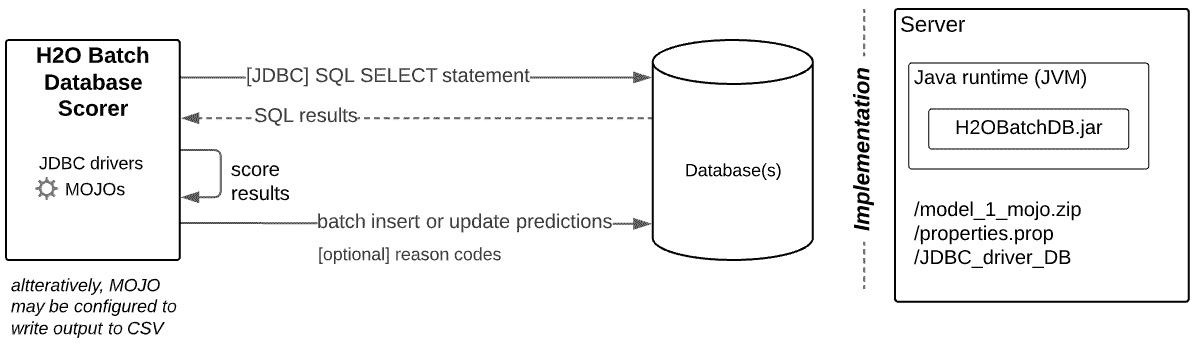 H2O Batch
Database
Scorer
JDBC drivers
MOJOs
altteratively, MOJO
may be configured to
write output to CSV
[JDBC] SQL SELECT statement
SQL results
score
results
batch insert or update predictions
[optional] reason codes
Database(s)
Implementation
Server
Java runtime (JVM)
H2OBatchDB.jar
/model_1_mojo.zip
/properties.prop
/JDBC_driver_DB